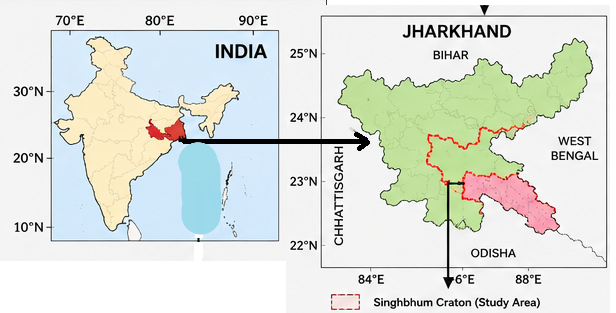 70°E 80°E 90°E
INDIA
30°N
20°N
10°N
JHARKHAND
BIHAR
25°N
24°N
23°N
22°N
WEST
BENGAL
CHHATTISGARH
ODISHA
84°E 6°E 88°E
Singhbhum Craton (Study Area)